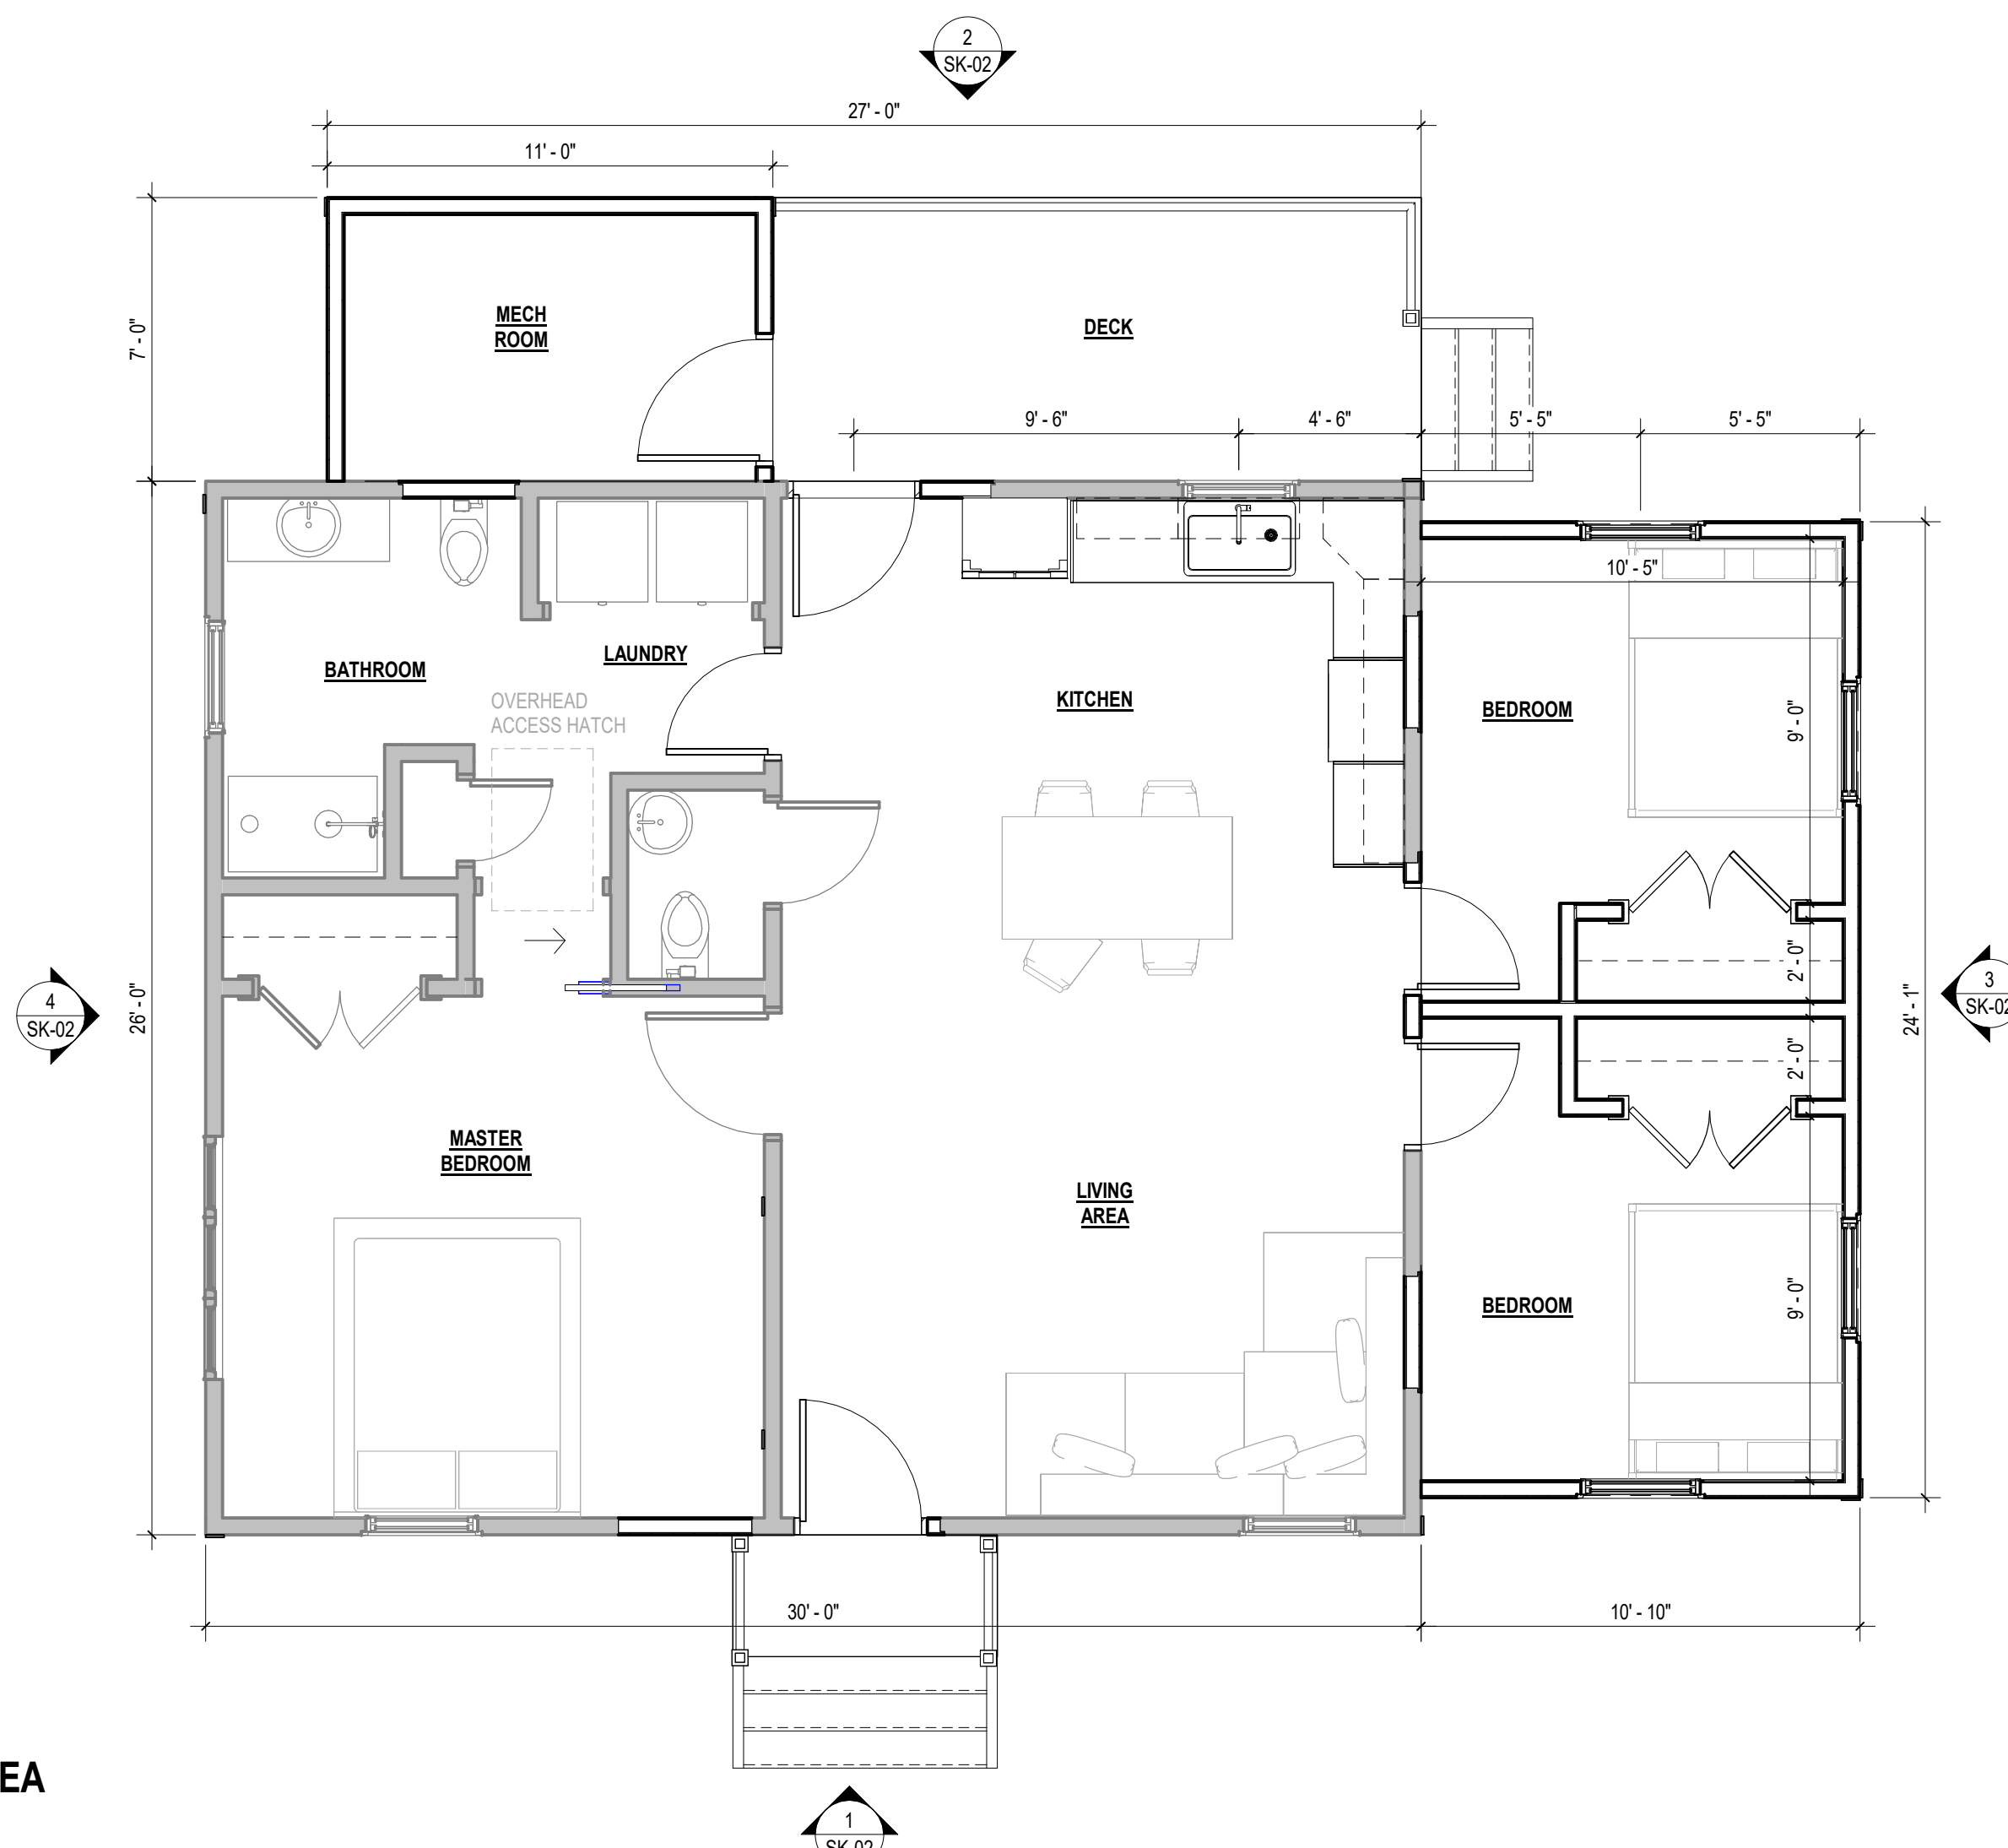 2
SK-02
27' - 0"
11' - 0"
7' - 0"
MECH
ROOM
DECK
9' - 6"
4' - 6"
5' - 5"
5' - 5"
10' - 5"
BATHROOM
LAUNDRY
OVERHEAD
ACCESS HATCH
KITCHEN
BEDROOM
9' - 0"
2' - 0"
4
SK-02
26' - 0"
3
SK-02
24' - 1"
2' - 0"
MASTER
BEDROOM
LIVING
AREA
BEDROOM
9' - 0"
30' - 0"
10' - 10"
EA
1
SK-02